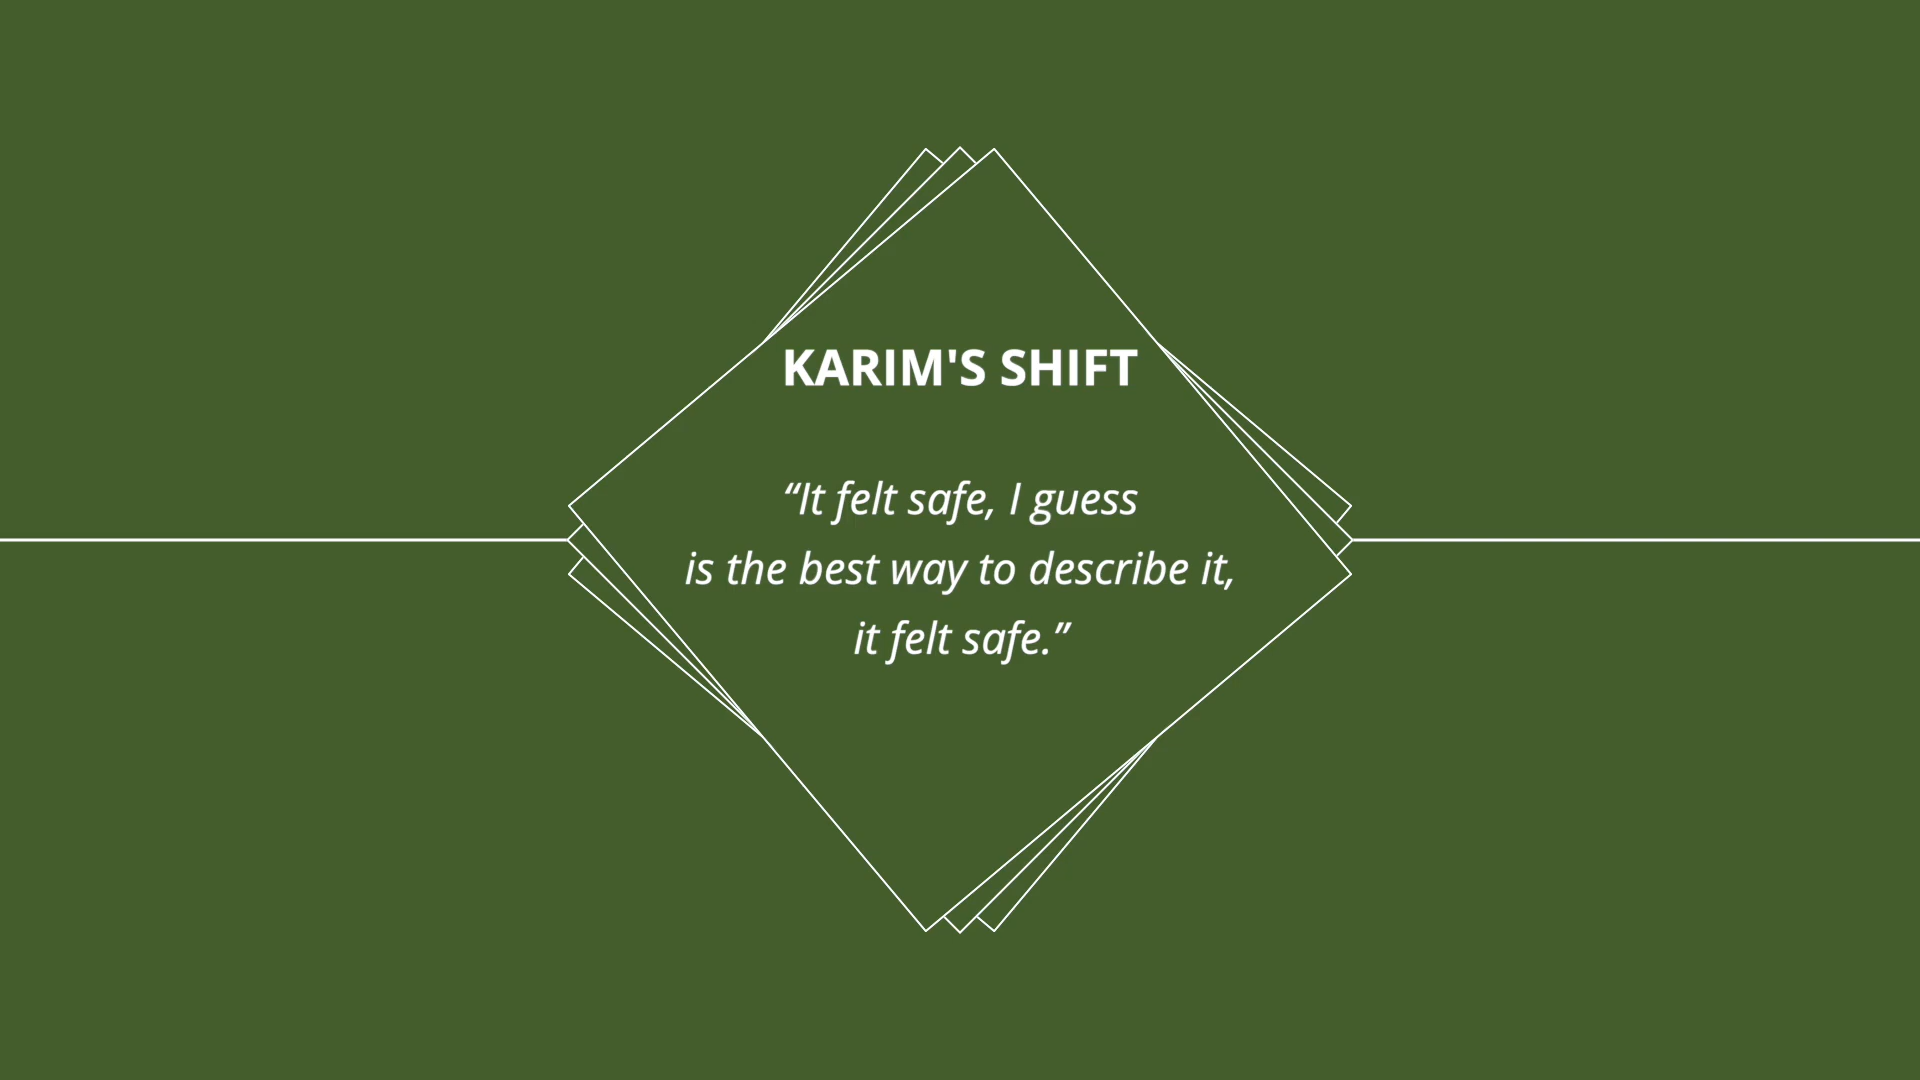 KARIM'S SHIFT
“It felt safe, I guess
is the best way to describe it,
it felt safe.”